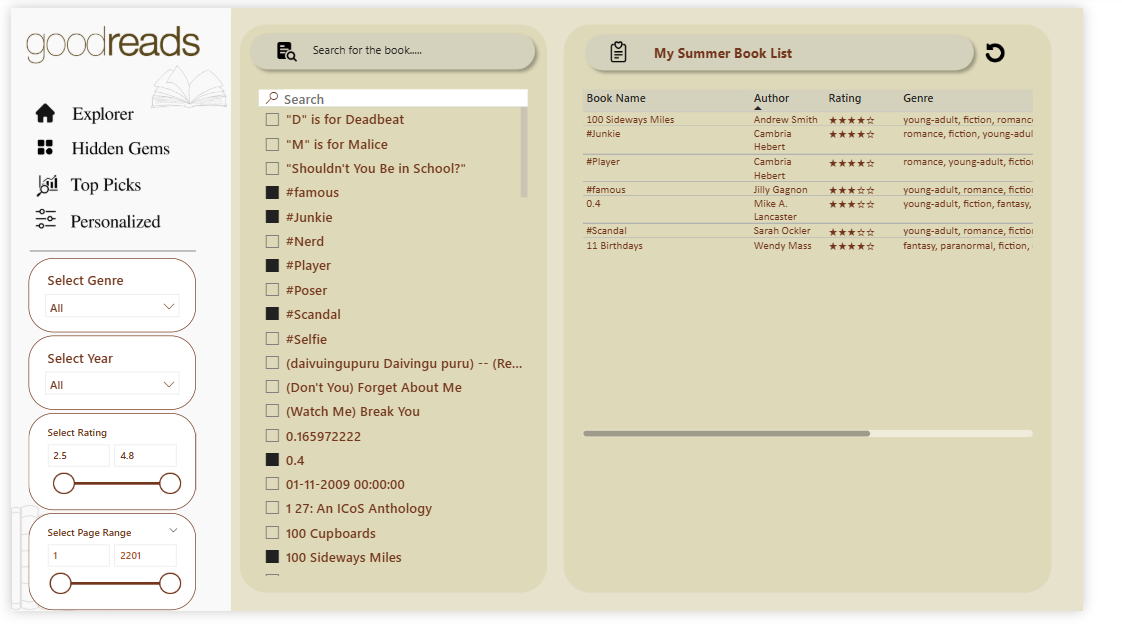 goodreads
Explorer
Hidden Gems
Top Picks
Personalized
Select Genre
All
Select Year
All
Select Rating
2.5 4.8
Select Page Range
1 2201
Search for the book.....
Search
"D" is for Deadbeat
"M" is for Malice
"Shouldn't You Be in School?"
#famous
#Junkie
#Nerd
#Player
#Poser
#Scandal
#Selfie
(daivuingupuru Daivingu puru) -- (Re...
(Don't You) Forget About Me
(Watch Me) Break You
0.165972222
0.4
01-11-2009 00:00:00
1 27: An ICoS Anthology
100 Cupboards
100 Sideways Miles
My Summer Book List
Book Name Author Rating Genre
100 Sideways Miles Andrew Smith ★★★★☆ young-adult, fiction, romance
#Junkie Cambria ★★★★☆ romance, fiction, young-adul
Hebert
#Player Cambria ★★★★☆ romance, young-adult, fictio
Hebert
#famous Jilly Gagnon ★★★☆☆ young-adult, romance, fictio
0.4 Mike A. ★★★☆☆ young-adult, fiction, fantasy,
Lancaster
#Scandal Sarah Ockler ★★★☆☆ young-adult, romance, fictio
11 Birthdays Wendy Mass ★★★★☆ fantasy, paranormal, fiction,